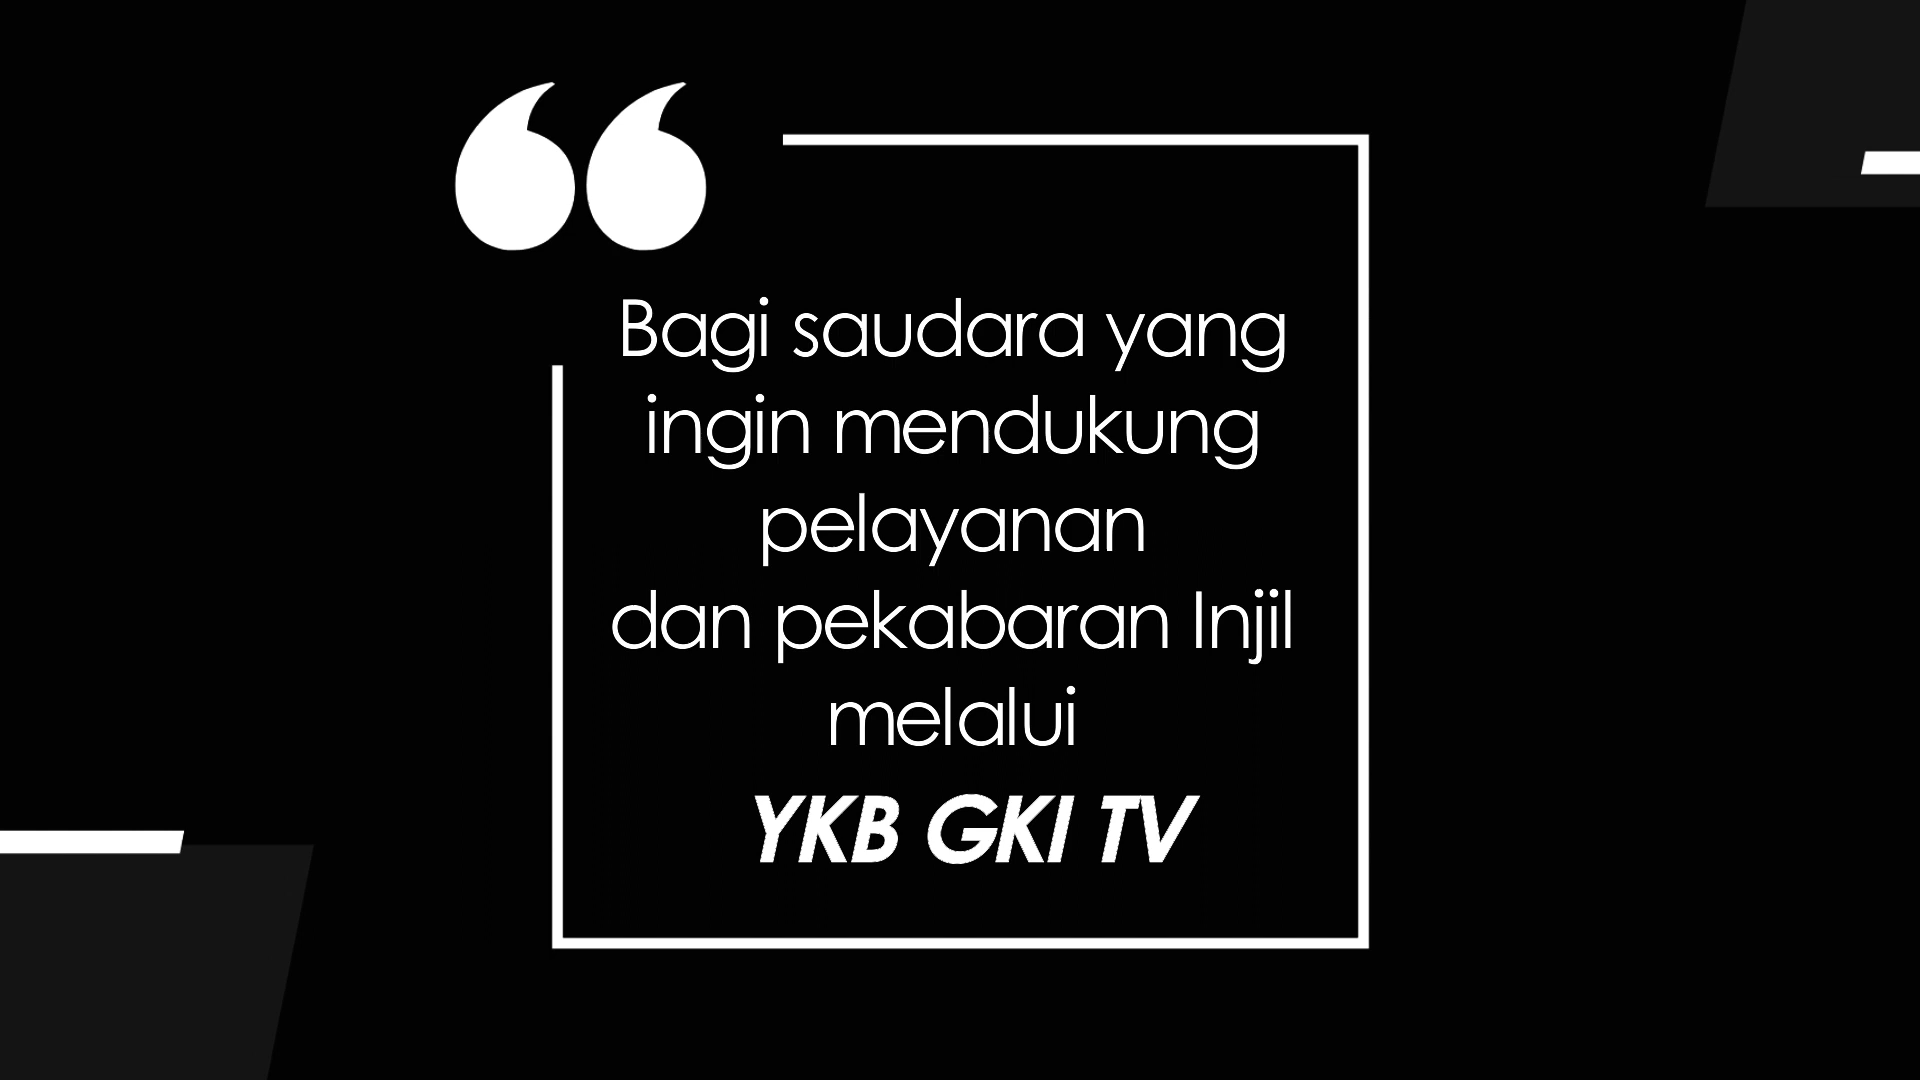 Bagi saudara yang
ingin mendukung
pelayanan
dan pekabaran Injil
melalui
YKB GKI TV